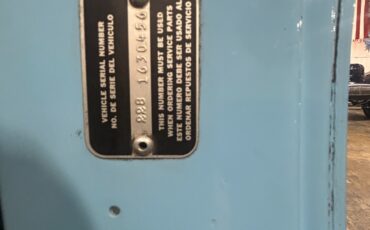 VEHICLE SERIAL NUMBER
NO. DE SERIE DEL VEHICULO
228 1630456
THIS NUMBER MUST BE USED
WHEN ORDERING SERVICE PARTS
ESTE NUMERO DEBE SER USADO AL
ORDENAR REPUESTOS DE SERVICIO